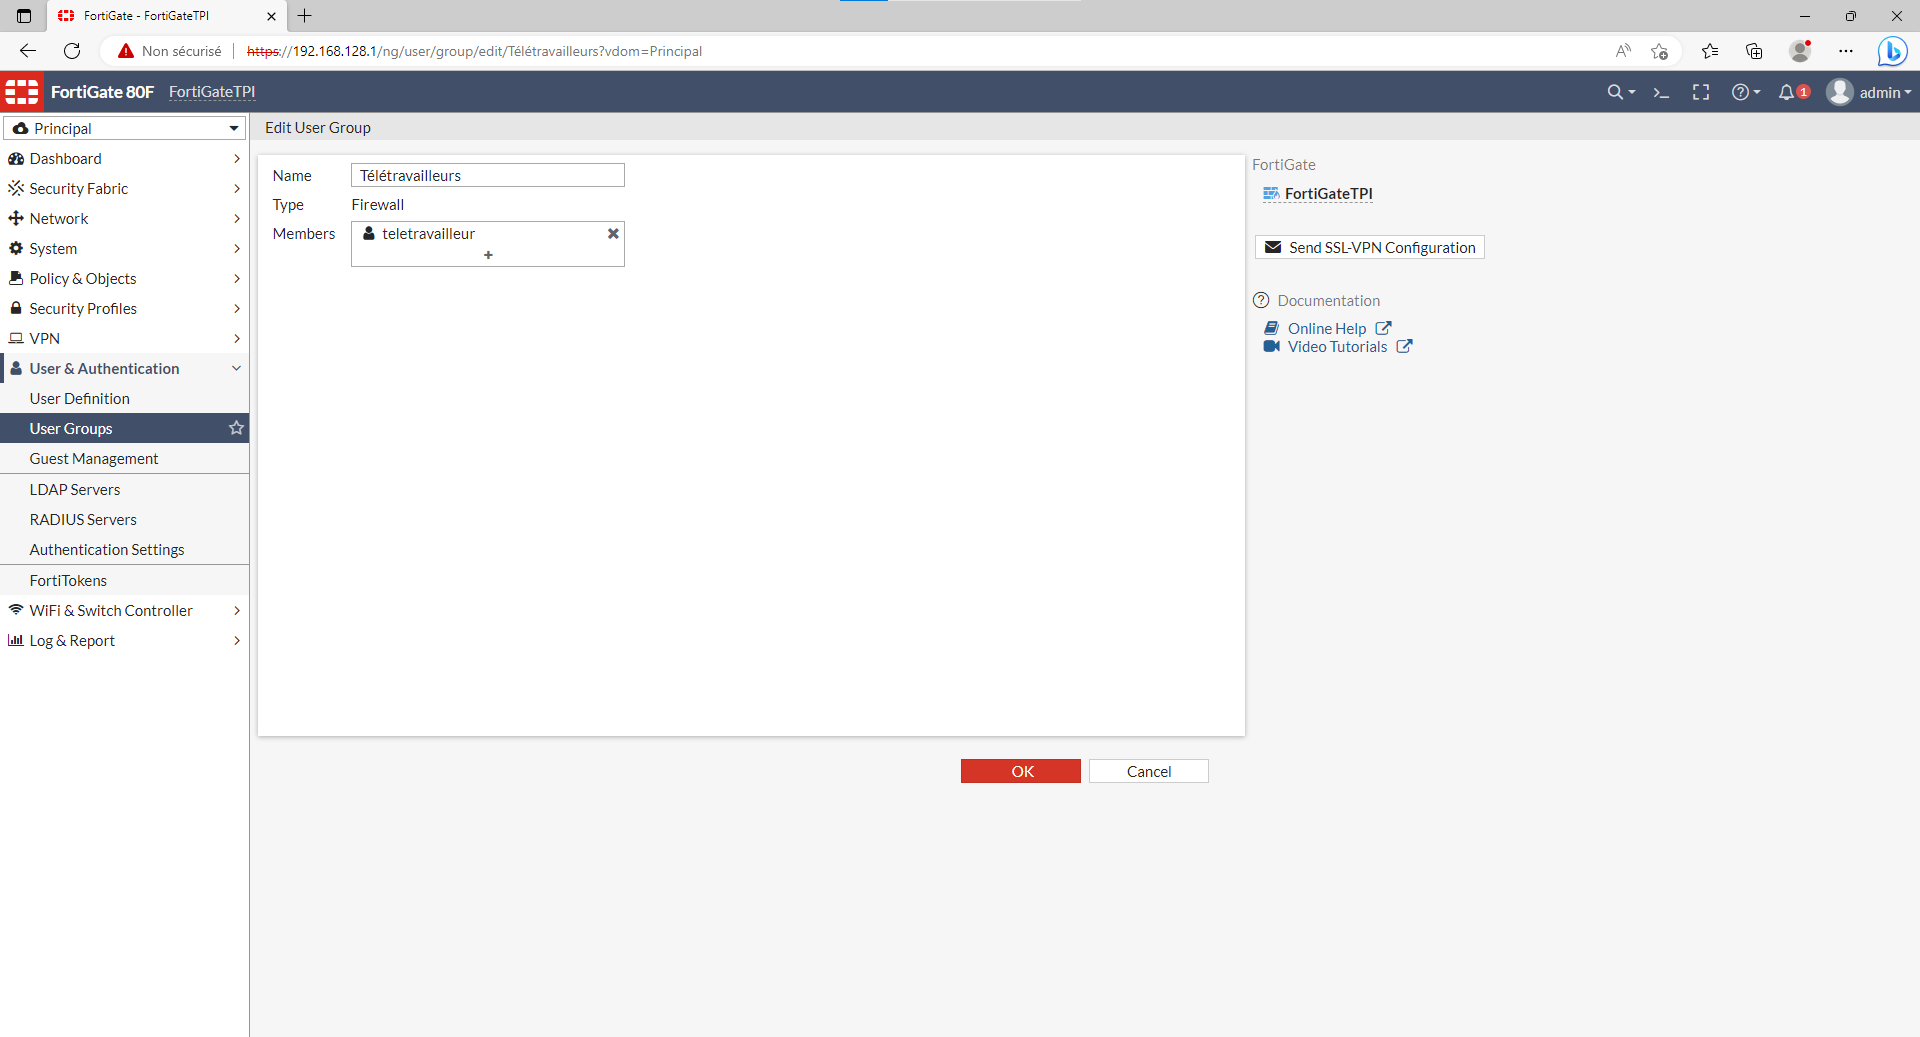 FortiGate - FortiGateTPI
Non sécurisé
https://192.168.128.1/ng/user/group/edit/Télétravailleurs?vdom=Principal
FortiGate 80F FortiGateTPI
1
admin
Principal
Edit User Group
Dashboard
Security Fabric
Network
System
Policy & Objects
Security Profiles
VPN
User & Authentication
User Definition
User Groups
Guest Management
LDAP Servers
RADIUS Servers
Authentication Settings
FortiTokens
WiFi & Switch Controller
Log & Report
Name Télétravailleurs
Type Firewall
Members teletravailleur
OK
Cancel
FortiGate
FortiGateTPI
Send SSL-VPN Configuration
Documentation
Online Help
Video Tutorials